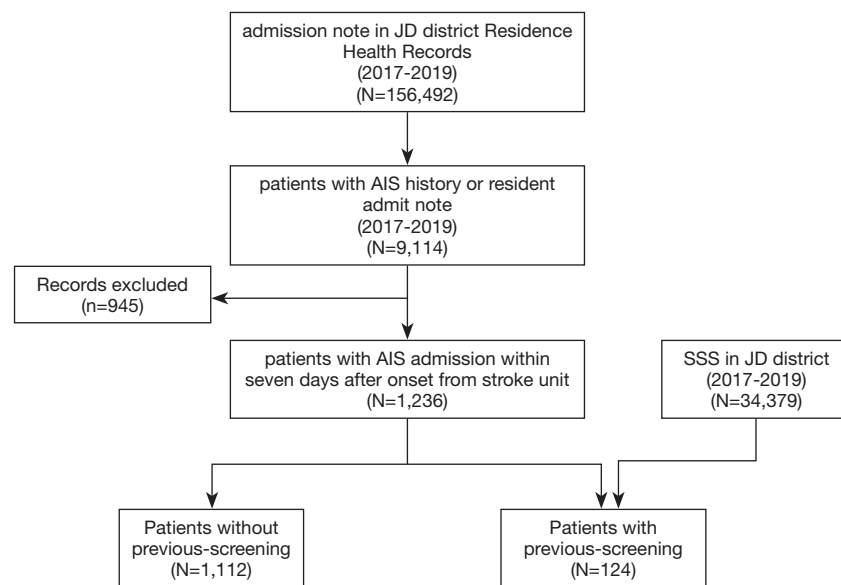 admission note in JD district Residence
Health Records
(2017-2019)
(N=156,492)
patients with AIS history or resident
admit note
(2017-2019)
(N=9,114)
Records excluded
(n=945)
patients with AIS admission within
seven days after onset from stroke unit
(N=1,236)
SSS in JD district
(2017-2019)
(N=34,379)
Patients without
previous-screening
(N=1,112)
Patients with
previous-screening
(N=124)